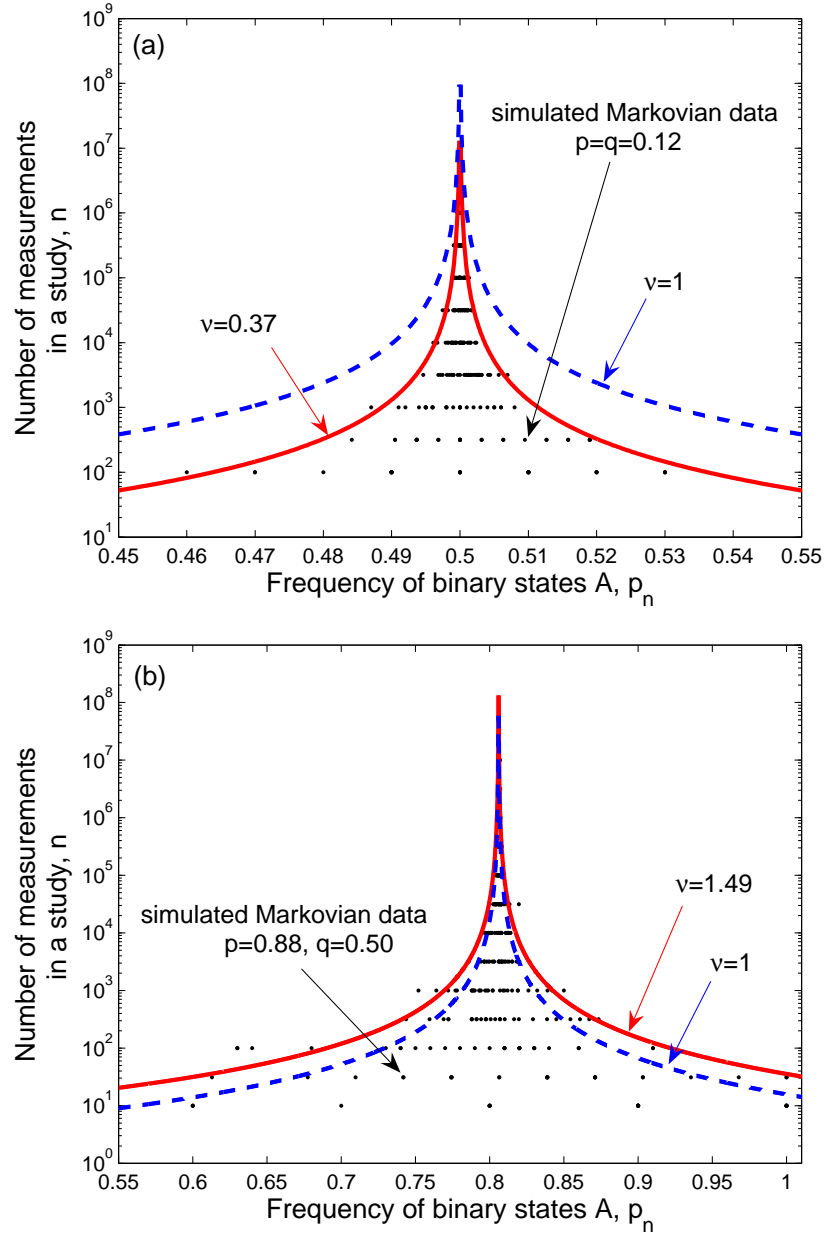 (a)
10^9
10^8
10^7
10^6
10^5
10^4
10^3
10^2
10^1
Number of measurements
in a study, n
simulated Markovian data
p=q=0.12
ν=1
ν=0.37
0.45 0.46 0.47 0.48 0.49 0.5 0.51 0.52 0.53 0.54 0.55
Frequency of binary states A, p_n
(b)
10^9
10^8
10^7
10^6
10^5
10^4
10^3
10^2
10^1
10^0
Number of measurements
in a study, n
ν=1.49
simulated Markovian data
p=0.88, q=0.50
ν=1
0.55 0.6 0.65 0.7 0.75 0.8 0.85 0.9 0.95 1
Frequency of binary states A, p_n